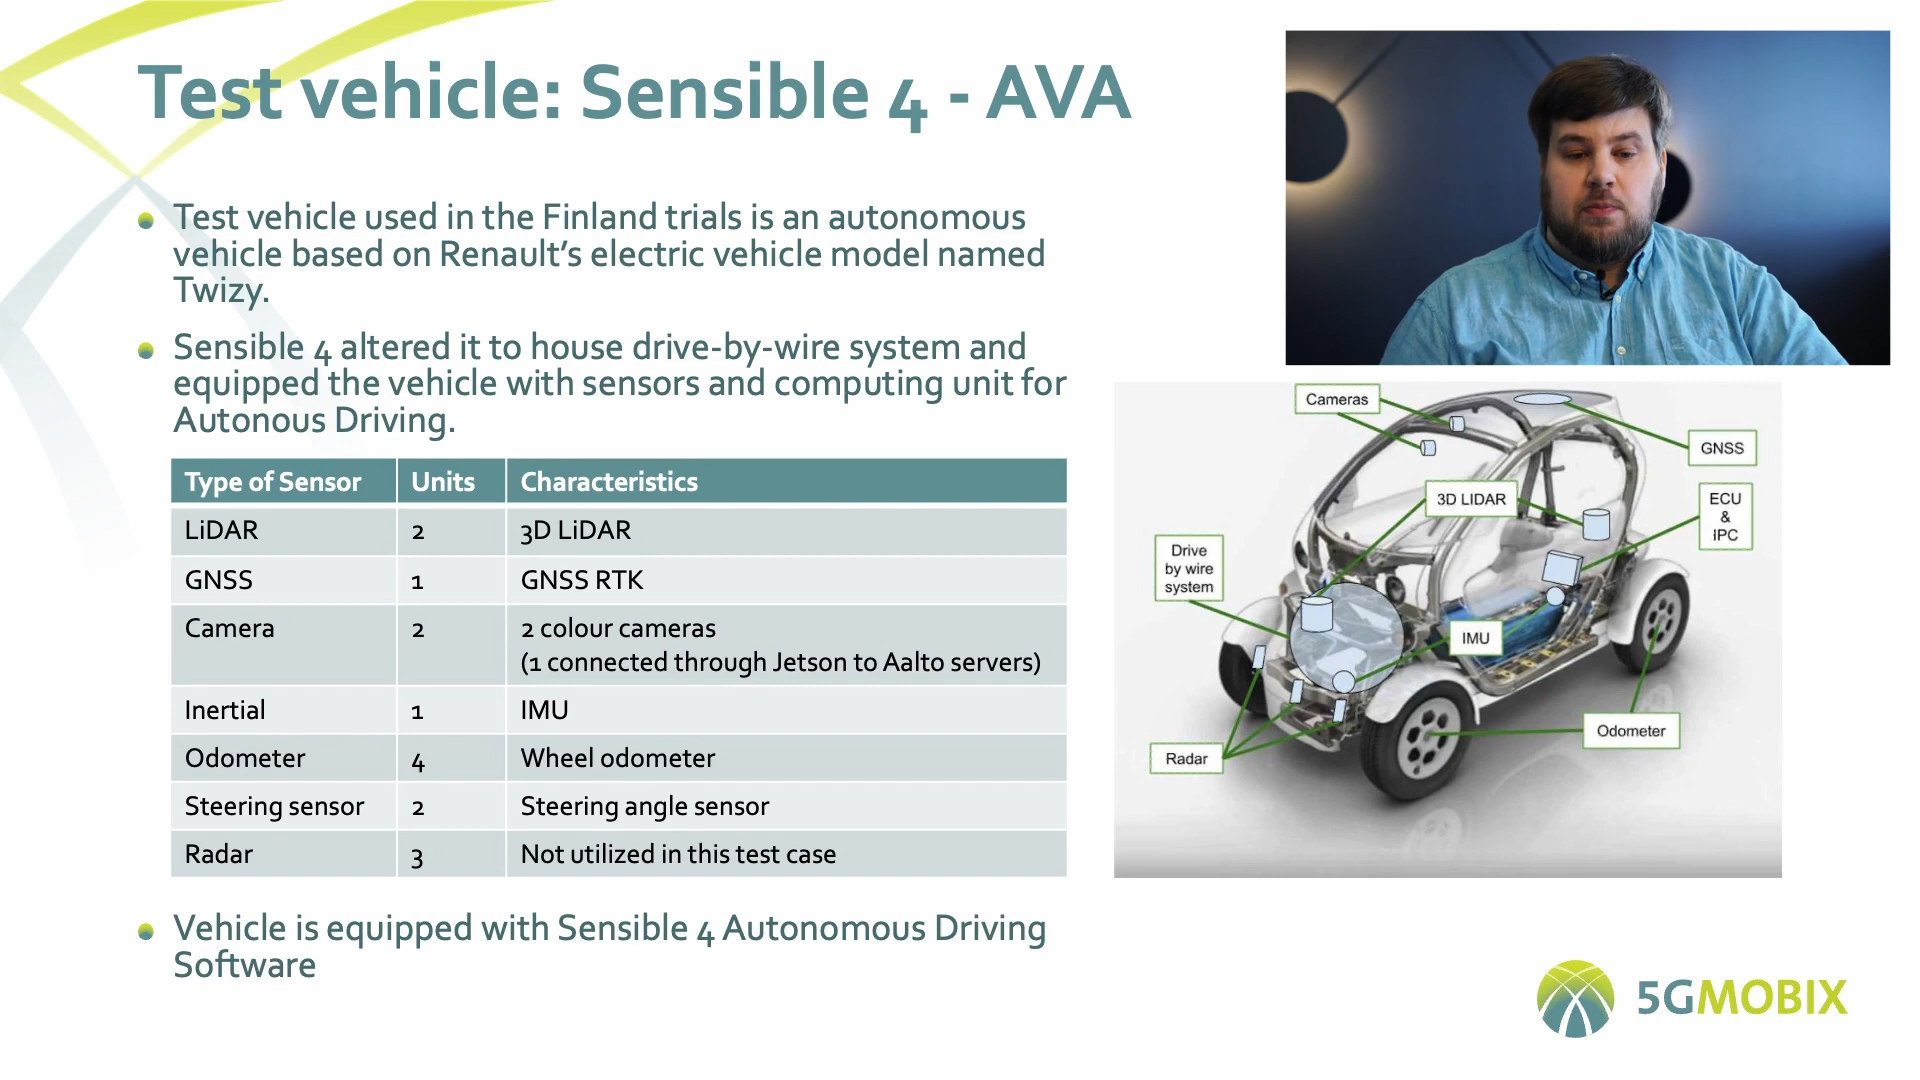 Test vehicle: Sensible 4 - AVA
Test vehicle used in the Finland trials is an autonomous
vehicle based on Renault’s electric vehicle model named
Twizy.
Sensible 4 altered it to house drive-by-wire system and
equipped the vehicle with sensors and computing unit for
Autonous Driving.
Type of Sensor Units Characteristics
LiDAR 2 3D LiDAR
GNSS 1 GNSS RTK
Camera 2 2 colour cameras
(1 connected through Jetson to Aalto servers)
Inertial 1 IMU
Odometer 4 Wheel odometer
Steering sensor 2 Steering angle sensor
Radar 3 Not utilized in this test case
Vehicle is equipped with Sensible 4 Autonomous Driving
Software
Cameras
GNSS
3D LIDAR
ECU
&
IPC
Drive
by wire
system
IMU
Odometer
Radar
5GMOBIX